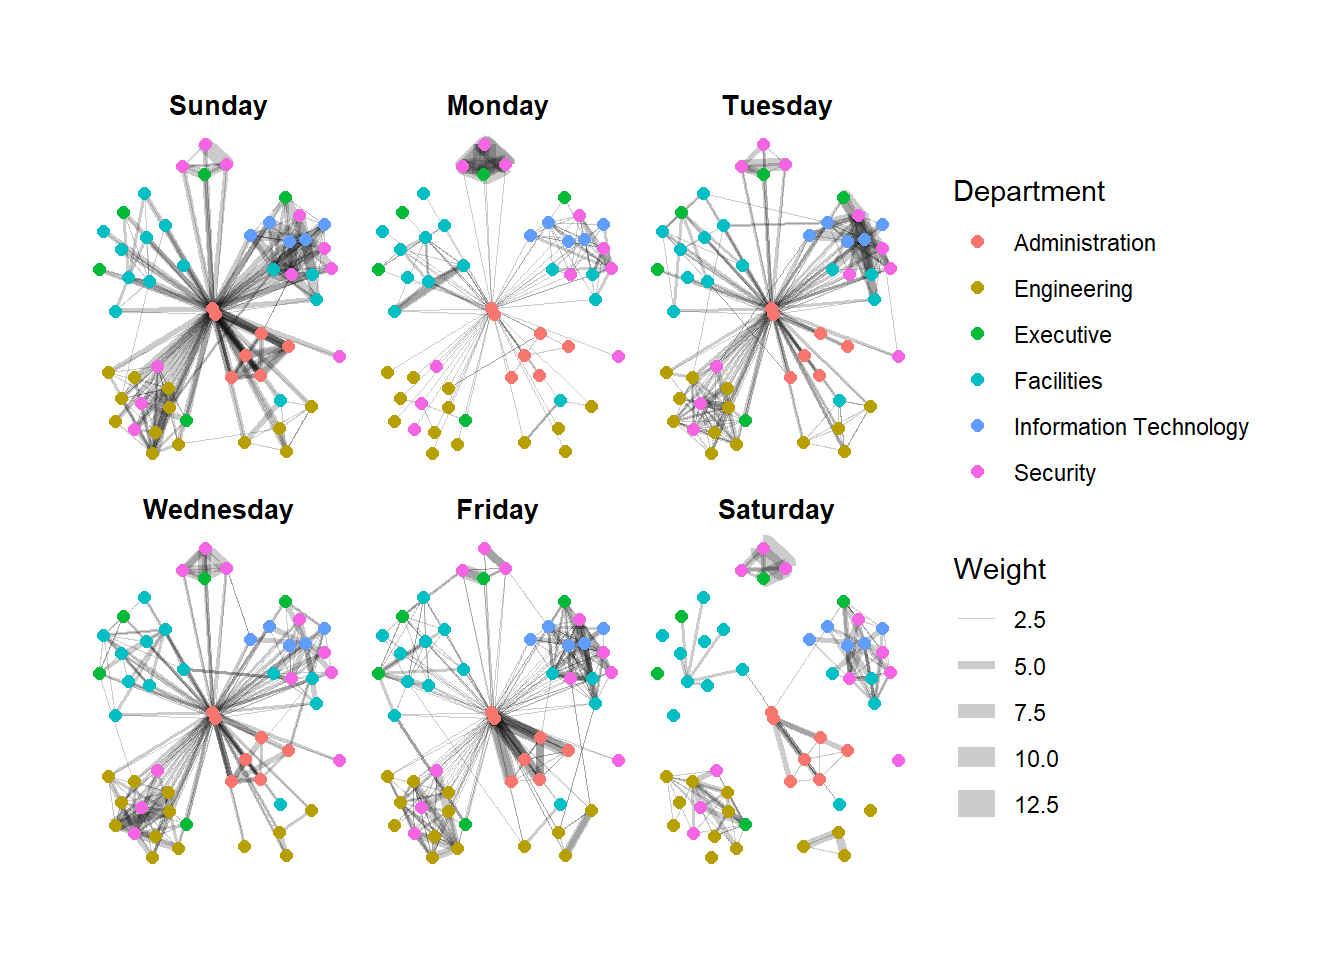 Sunday
Monday
Tuesday
Wednesday
Friday
Saturday
Department
Administration
Engineering
Executive
Facilities
Information Technology
Security
Weight
2.5
5.0
7.5
10.0
12.5